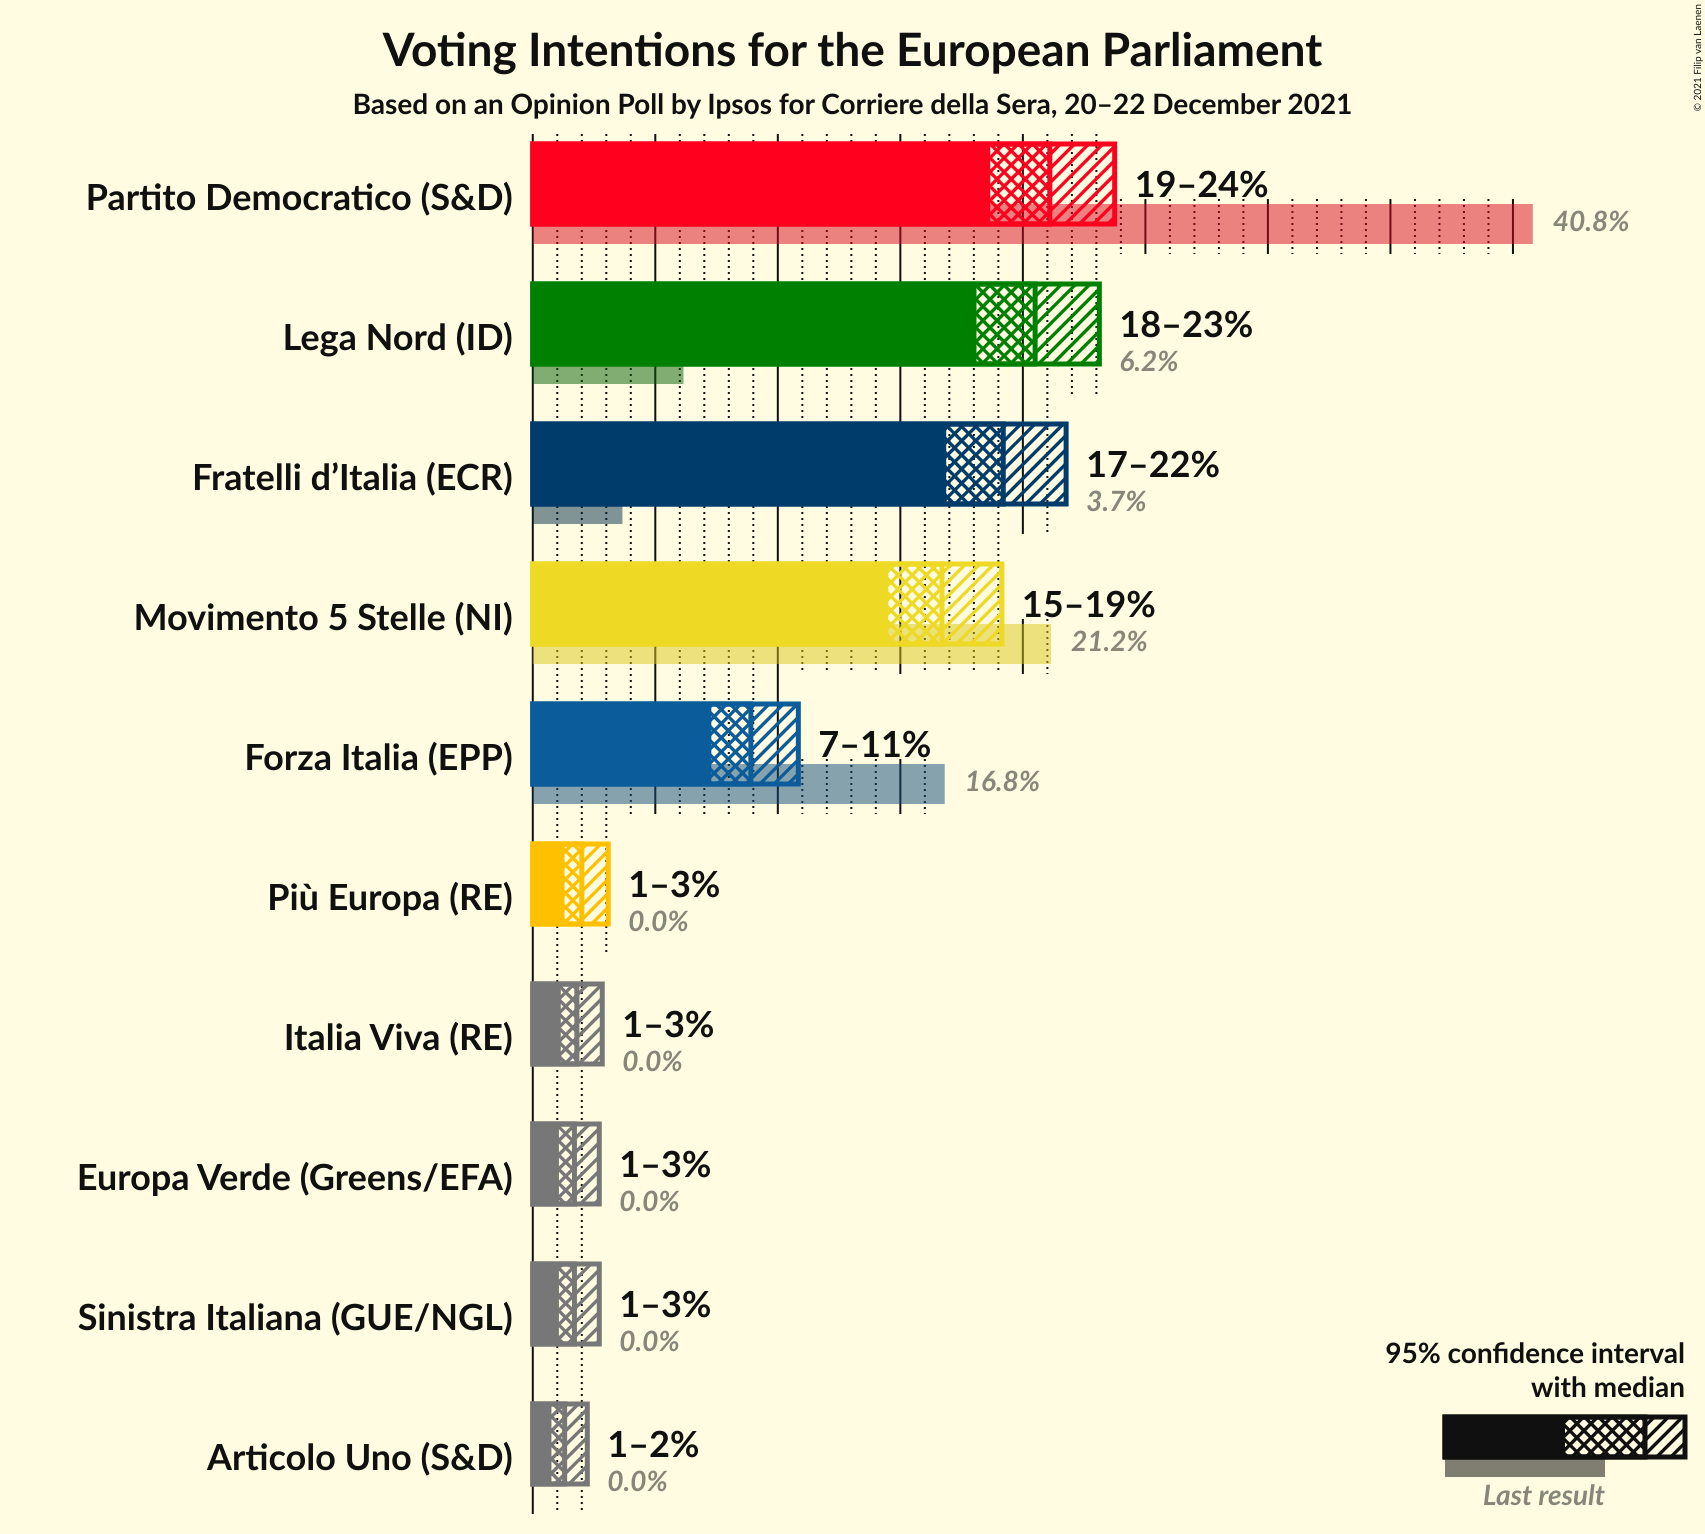 Voting Intentions for the European Parliament
Based on an Opinion Poll by Ipsos for Corriere della Sera, 20–22 December 2021
© 2021 Filip van Laenen
Partito Democratico (S&D)
19–24%
40.8%
Lega Nord (ID)
18–23%
6.2%
Fratelli d’Italia (ECR)
17–22%
3.7%
Movimento 5 Stelle (NI)
15–19%
21.2%
Forza Italia (EPP)
7–11%
16.8%
Più Europa (RE)
1–3%
0.0%
Italia Viva (RE)
1–3%
0.0%
Europa Verde (Greens/EFA)
1–3%
0.0%
Sinistra Italiana (GUE/NGL)
1–3%
0.0%
Articolo Uno (S&D)
1–2%
0.0%
95% confidence interval
with median
Last result